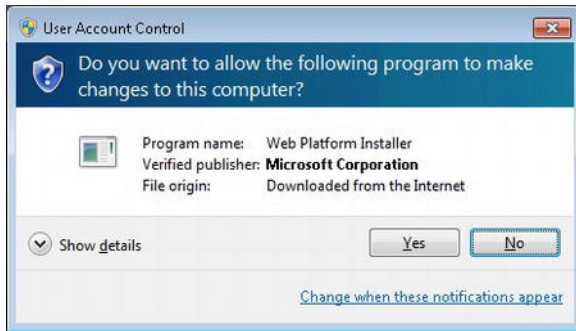 User Account Control
Do you want to allow the following program to make
changes to this computer?
Program name: Web Platform Installer
Verified publisher: Microsoft Corporation
File origin: Downloaded from the Internet
Show details
Yes
No
Change when these notifications appear